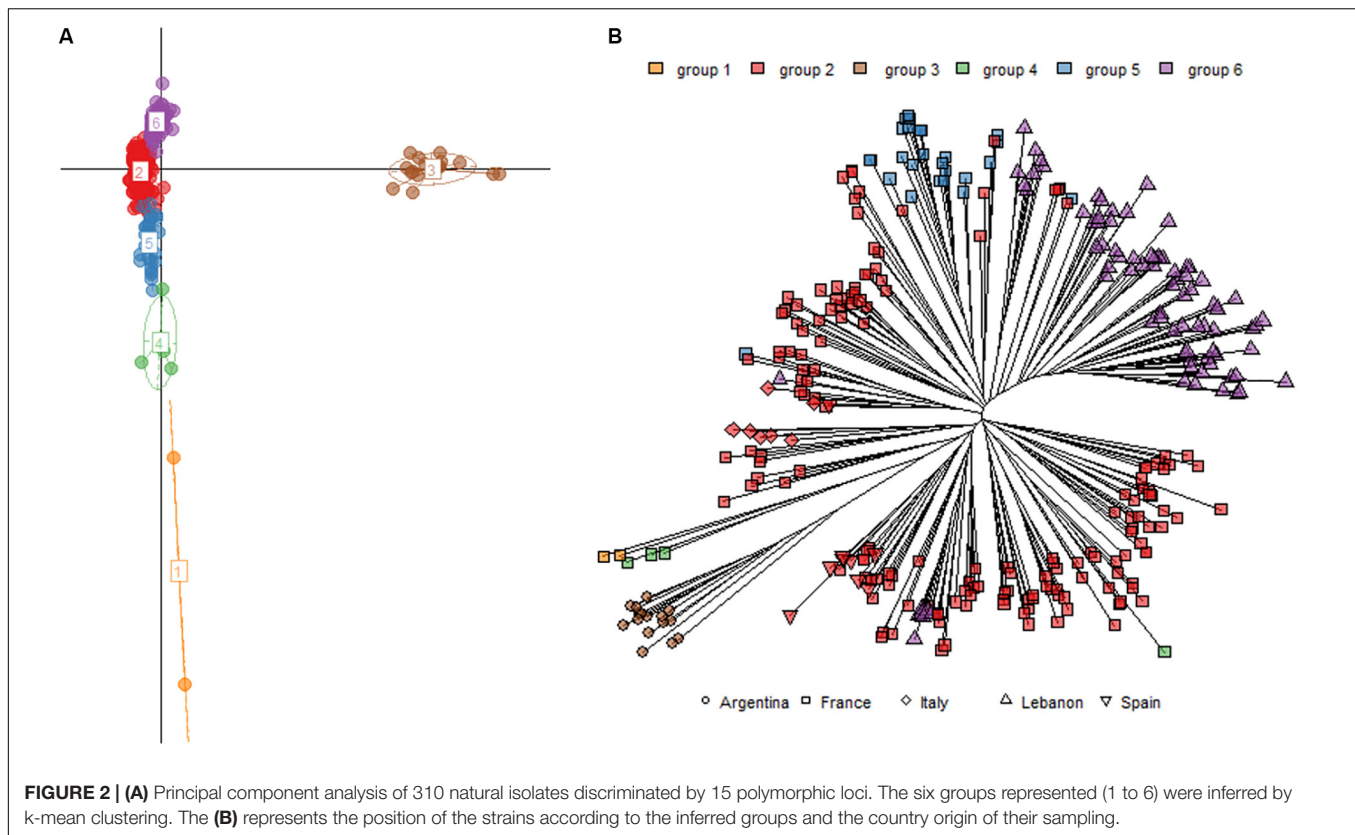 A
B
group 1 group 2 group 3 group 4 group 5 group 6
6
2
3
5
4
1
Argentina France Italy Lebanon Spain
FIGURE 2 | (A) Principal component analysis of 310 natural isolates discriminated by 15 polymorphic loci. The six groups represented (1 to 6) were inferred by
k-mean clustering. The (B) represents the position of the strains according to the inferred groups and the country origin of their sampling.